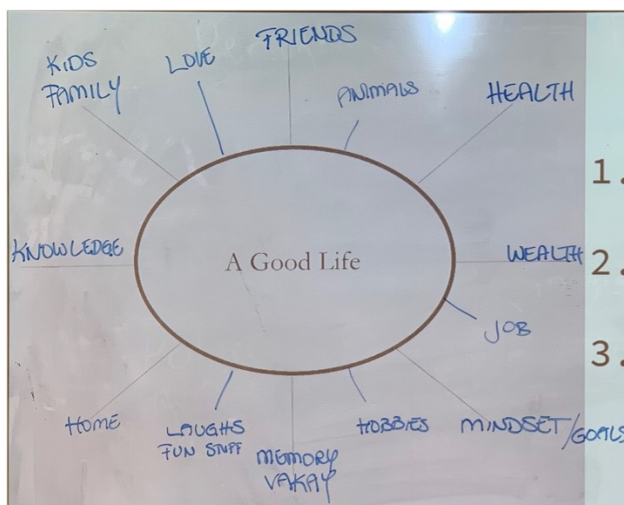 FRIENDS
LOVE
KIDS
FAMILY
ANIMALS
HEALTH
1.
KNOWLEDGE
A Good Life
WEALTH
2.
JOB
3.
HOME
LAUGHS
FUN STUFF
HOBBIES
MINDSET/GOALS
MEMORY
VAKAY